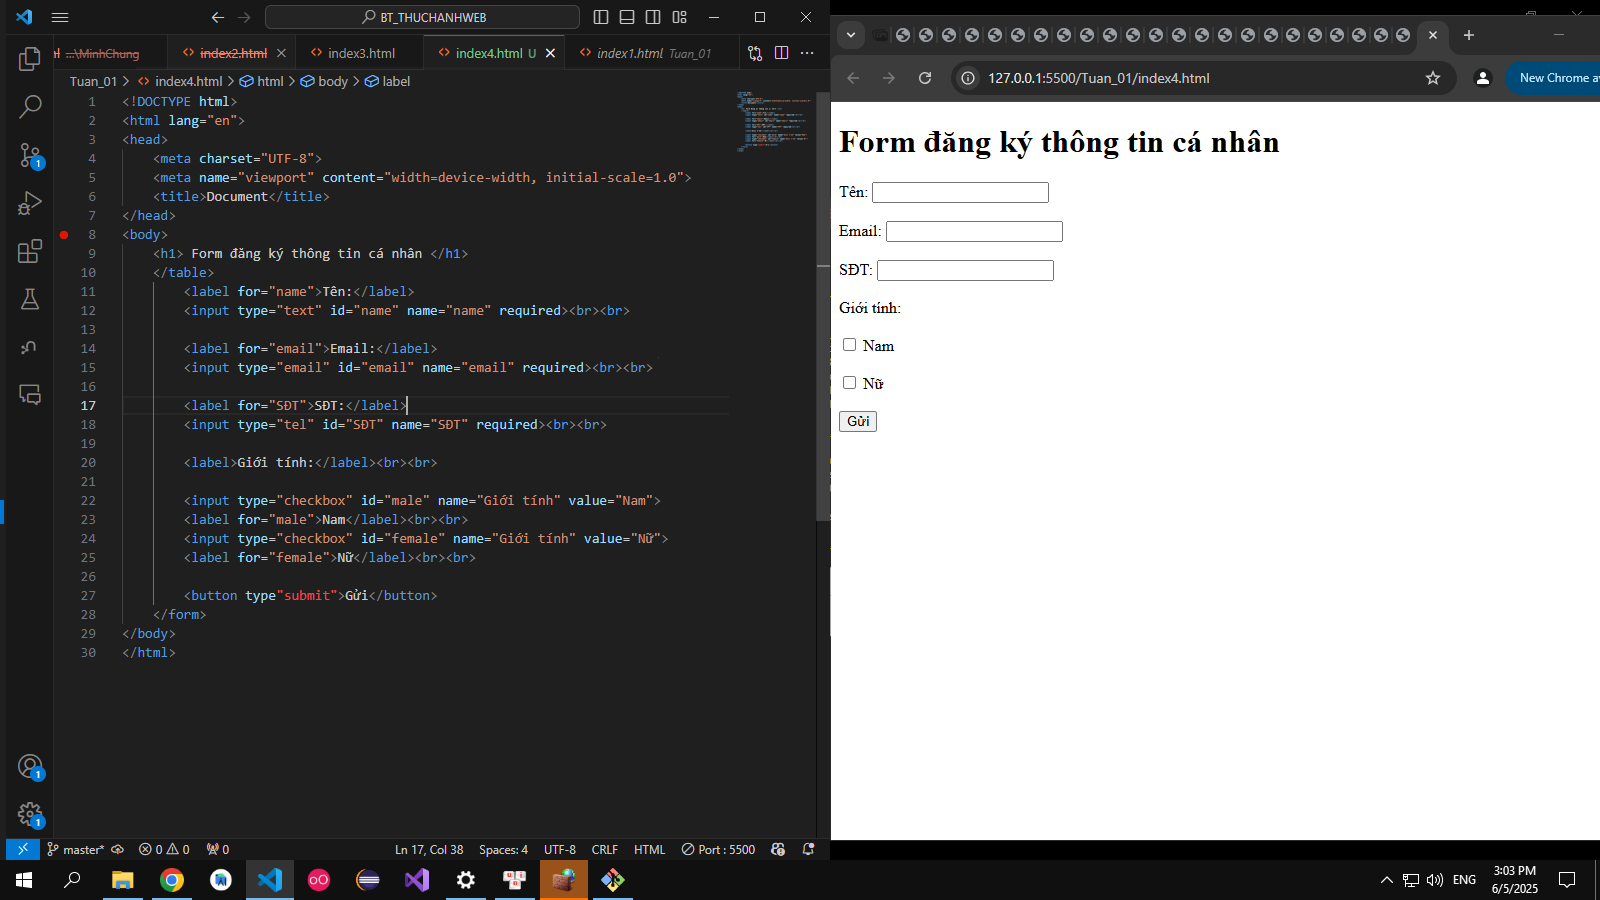 BT_THUCHANHWEB
...\MinhChung
index2.html
index3.html
index4.html U
index1.html Tuan_01
Tuan_01 > index4.html > html > body > label
1 <!DOCTYPE html>
2 <html lang="en">
3 <head>
4 <meta charset="UTF-8">
5 <meta name="viewport" content="width=device-width, initial-scale=1.0">
6 <title>Document</title>
7 </head>
8 <body>
9 <h1> Form đăng ký thông tin cá nhân </h1>
10 </table>
11 <label for="name">Tên:</label>
12 <input type="text" id="name" name="name" required><br><br>
13
14 <label for="email">Email:</label>
15 <input type="email" id="email" name="email" required><br><br>
16
17 <label for="SĐT">SĐT:</label>
18 <input type="tel" id="SĐT" name="SĐT" required><br><br>
19
20 <label>Giới tính:</label><br><br>
21
22 <input type="checkbox" id="male" name="Giới tính" value="Nam">
23 <label for="male">Nam</label><br><br>
24 <input type="checkbox" id="female" name="Giới tính" value="Nữ">
25 <label for="female">Nữ</label><br><br>
26
27 <button type"submit">Gửi</button>
28 </form>
29 </body>
30 </html>
1
1
1
master* 0 0 0 Ln 17, Col 38 Spaces: 4 UTF-8 CRLF HTML Port : 5500
127.0.0.1:5500/Tuan_01/index4.html
New Chrome av
Form đăng ký thông tin cá nhân
Tên:
Email:
SĐT:
Giới tính:
Nam
Nữ
Gửi
ENG
3:03 PM
6/5/2025